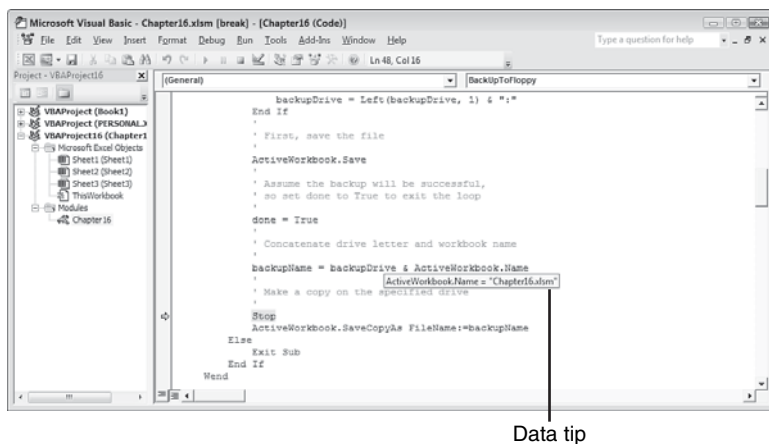 Microsoft Visual Basic - Chapter16.xlsm [break] - [Chapter16 (Code)]
File Edit View Insert Format Debug Run Tools Add-Ins Window Help
Type a question for help
Ln 48, Col 16
Project - VBAProject16
(General)
BackUpToFloppy
VBAProject (Book1)
VBAProject (PERSONAL.X
VBAProject16 (Chapter1
Microsoft Excel Objects
Sheet1 (Sheet1)
Sheet2 (Sheet2)
Sheet3 (Sheet3)
ThisWorkbook
Modules
Chapter16
backupDrive = Left(backupDrive, 1) & ":"
End If
'
' First, save the file
'
ActiveWorkbook.Save
'
' Assume the backup will be successful,
' so set done to True to exit the loop
'
done = True
'
' Concatenate drive letter and workbook name
'
backupName = backupDrive & ActiveWorkbook.Name
'
ActiveWorkbook.Name = "Chapter16.xlsm"
' Make a copy on the specified drive
'
Stop
ActiveWorkbook.SaveCopyAs FileName:=backupName
Else
Exit Sub
End If
Wend
Data tip